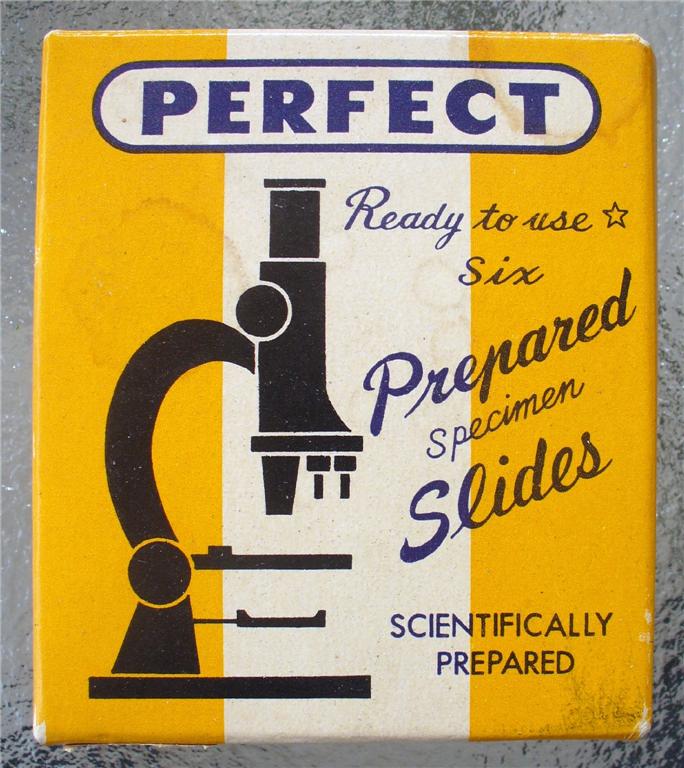 PERFECT
Ready to use ☆
Six
Prepared
Specimen
Slides
SCIENTIFICALLY
PREPARED